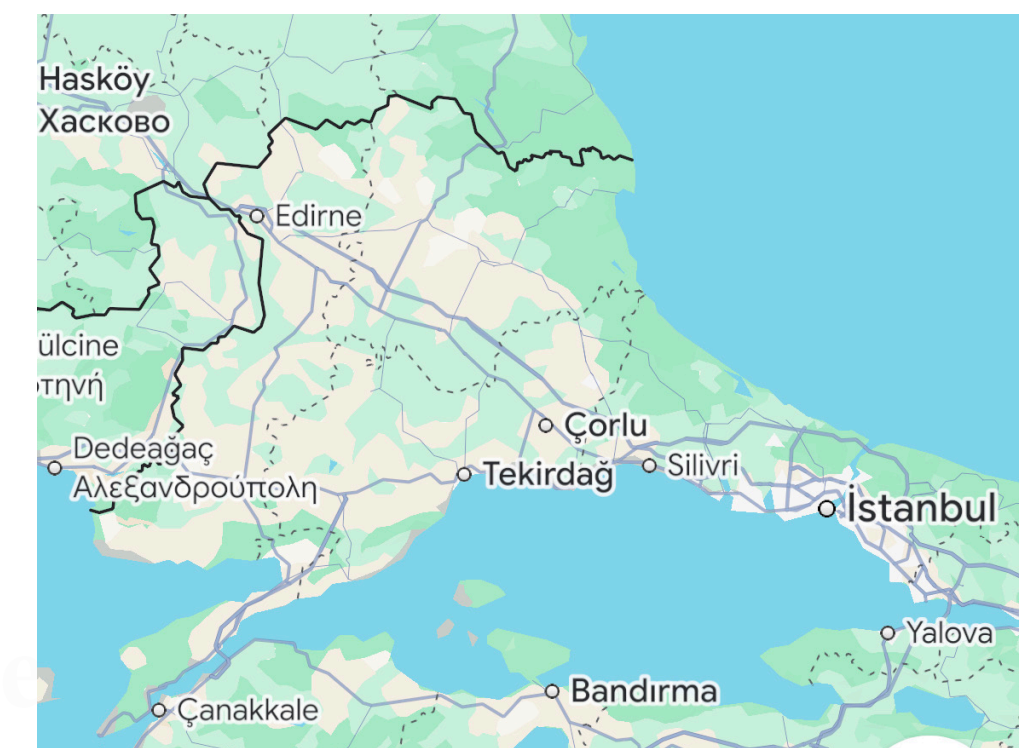 Hasköy
Хасково
Edirne
ülcine
οτηνή
Çorlu
Dedeağaç
Αλεξανδρούπολη
Tekirdağ
Silivri
İstanbul
Yalova
Bandırma
Çanakkale